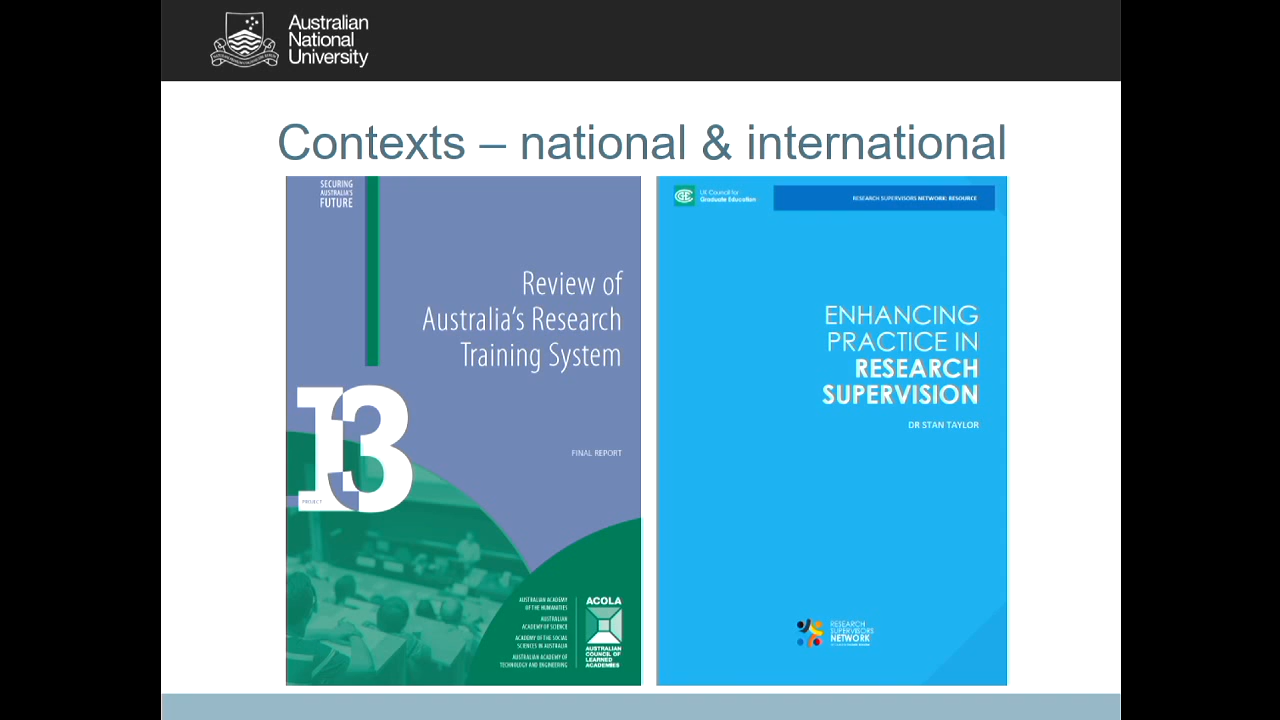 Australian
National
University
Contexts – national & international
SECURING
AUSTRALIA'S
FUTURE
Review of
Australia's Research
Training System
13
PROJECT
FINAL REPORT
AUSTRALIAN ACADEMY
OF THE HUMANITIES
AUSTRALIAN
ACADEMY OF SCIENCE
ACADEMY OF THE SOCIAL
SCIENCES IN AUSTRALIA
AUSTRALIAN ACADEMY OF
TECHNOLOGY AND ENGINEERING
ACOLA
AUSTRALIAN
COUNCIL OF
LEARNED
ACADEMIES
UK Council for
Graduate Education
RESEARCH SUPERVISORS NETWORK: RESOURCE
ENHANCING
PRACTICE IN
RESEARCH
SUPERVISION
DR STAN TAYLOR
RESEARCH
SUPERVISORS
NETWORK